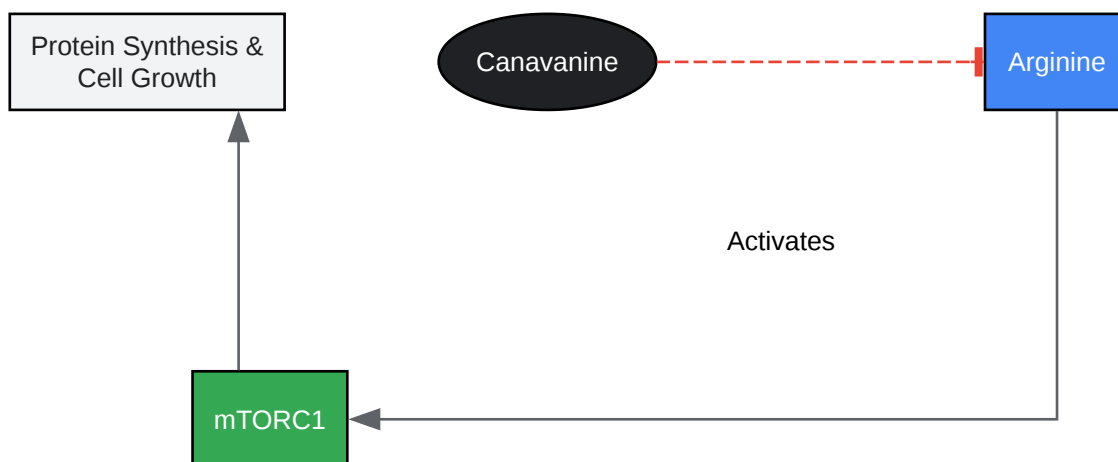 Protein Synthesis &
Cell Growth
Canavanine
Arginine
Activates
mTORC1